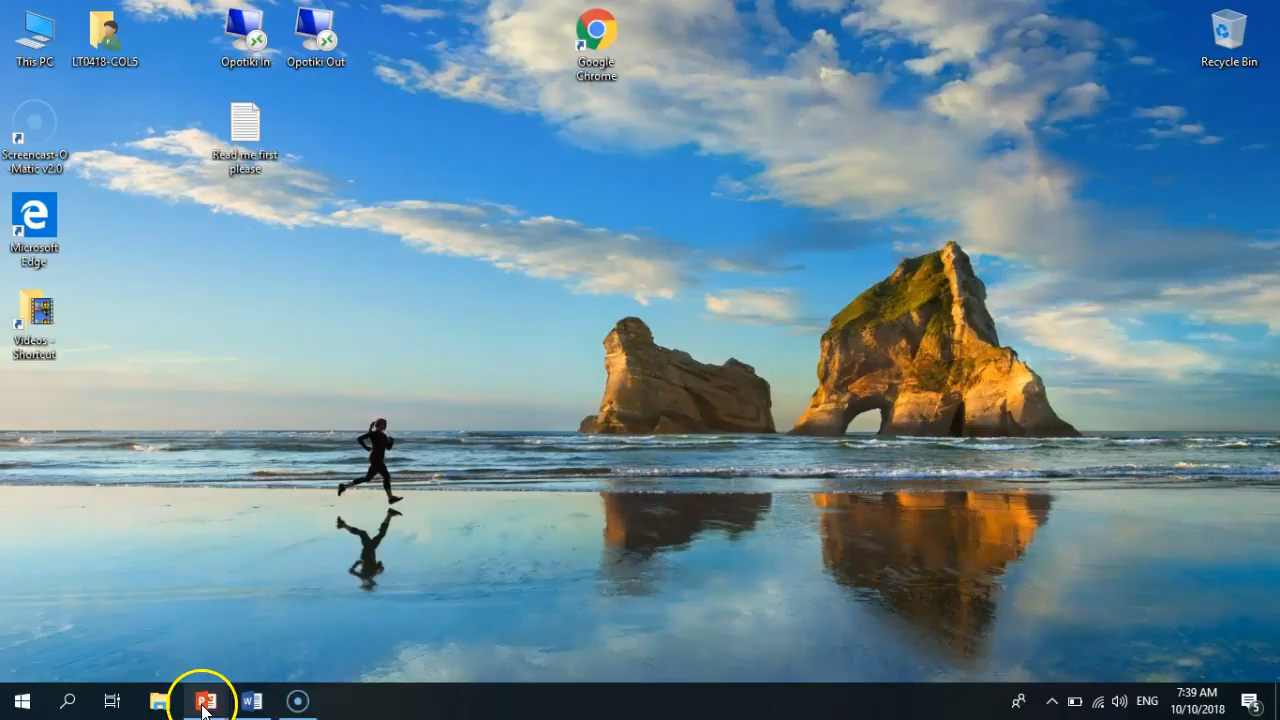 This PC
LT0418-COL5
Opotiki In
Opotiki Out
Google
Chrome
Recycle Bin
Screencast-O
-Matic v2.0
Read me first
please
Microsoft
Edge
Videos -
Shortcut
ENG
7:39 AM
10/10/2018
5